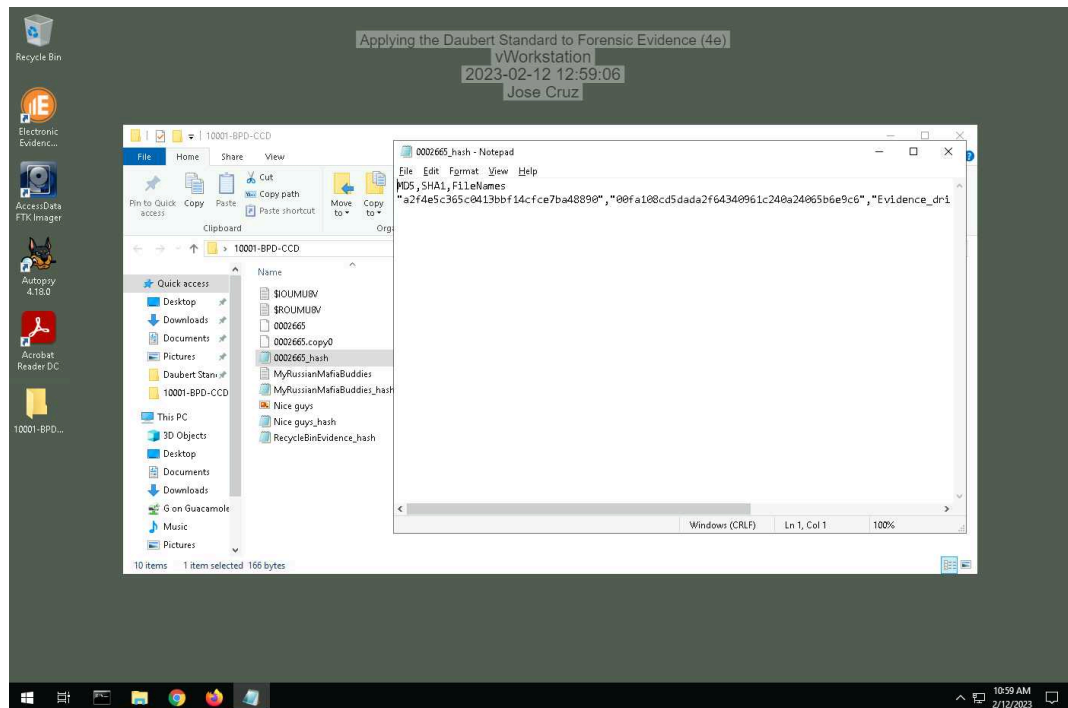 Recycle Bin
Electronic
Evidenc...
AccessData
FTK Imager
Autopsy
4.18.0
Acrobat
Reader DC
10001-BPD...
Applying the Daubert Standard to Forensic Evidence (4e)
vWorkstation
2023-02-12 12:59:06
Jose Cruz
10001-BPD-CCD
File Home Share View
Pin to Quick access
Copy
Paste
Cut
Copy path
Paste shortcut
Move to
Copy to
Clipboard
Orga
10001-BPD-CCD
Quick access
Desktop
Downloads
Documents
Pictures
Daubert Stan
10001-BPD-CCD
This PC
3D Objects
Desktop
Documents
Downloads
G on Guacamole
Music
Pictures
Name
$IOUMU8V
$ROUMU8V
0002665
0002665.copy0
0002665_hash
MyRussianMafiaBuddies
MyRussianMafiaBuddies_hash
Nice guys
Nice guys_hash
RecycleBinEvidence_hash
10 items 1 item selected 166 bytes
0002665_hash - Notepad
File Edit Format View Help
MD5,SHA1,FileNames
"a2f4e5c365c0413bbf14cfce7ba48890","00fa108cd5dada2f64340961c240a24065b6e9c6","Evidence_dri
Windows (CRLF) Ln 1, Col 1 100%
10:59 AM
2/12/2023